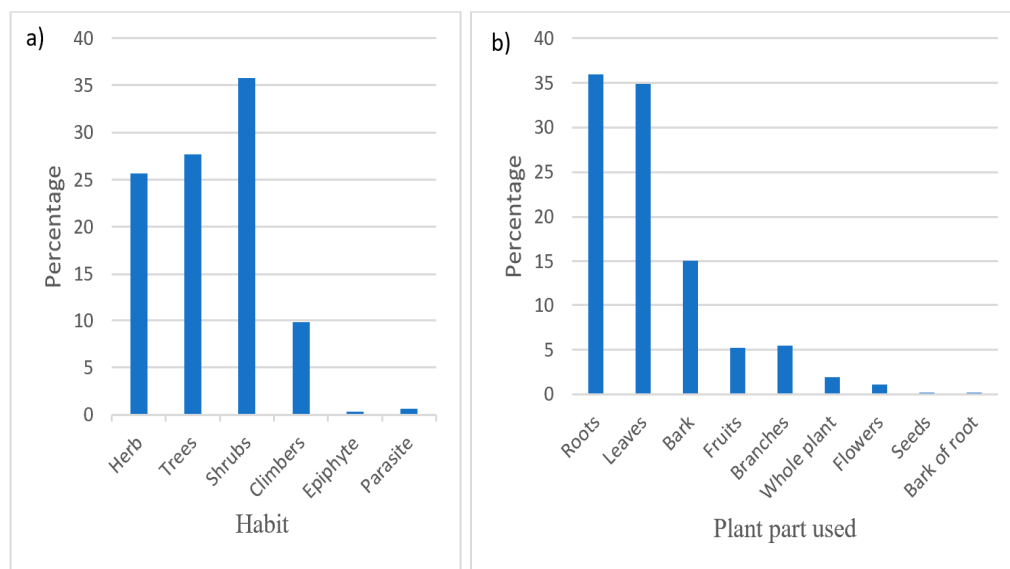 a)
40
35
30
25
20
15
10
5
0
Percentage
Herb
Trees
Shrubs
Climbers
Epiphyte
Parasite
Habit
b)
40
35
30
25
20
15
10
5
0
Percentage
Roots
Leaves
Bark
Fruits
Branches
Whole plant
Flowers
Seeds
Bark of root
Plant part used